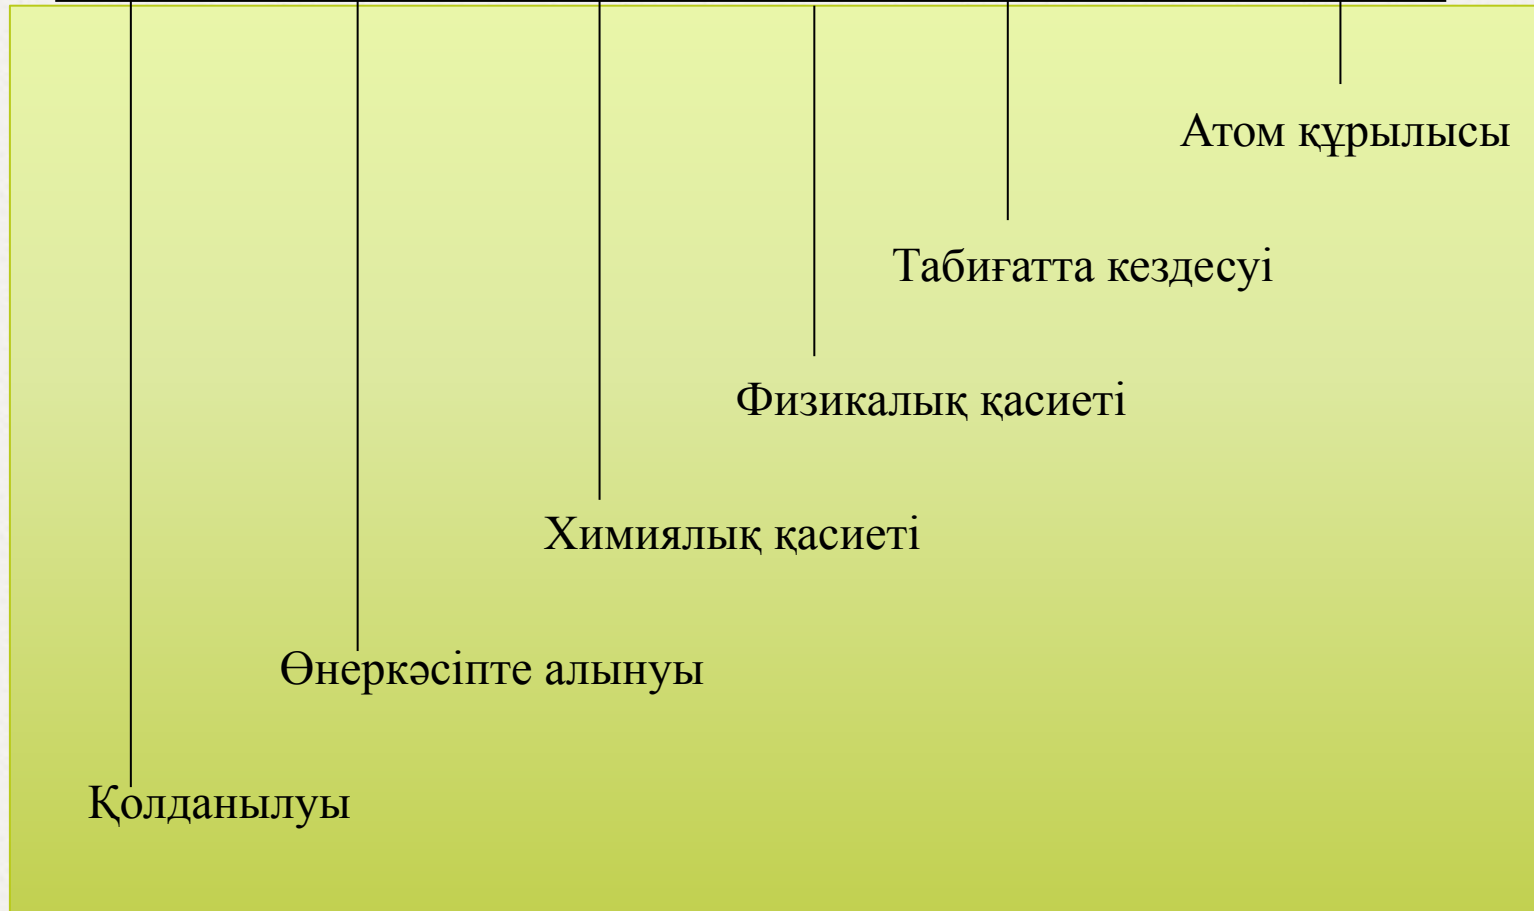 Атом құрылысы
Табиғатта кездесуі
Физикалық қасиеті
Химиялық қасиеті
Өнеркәсіпте алынуы
Қолданылуы